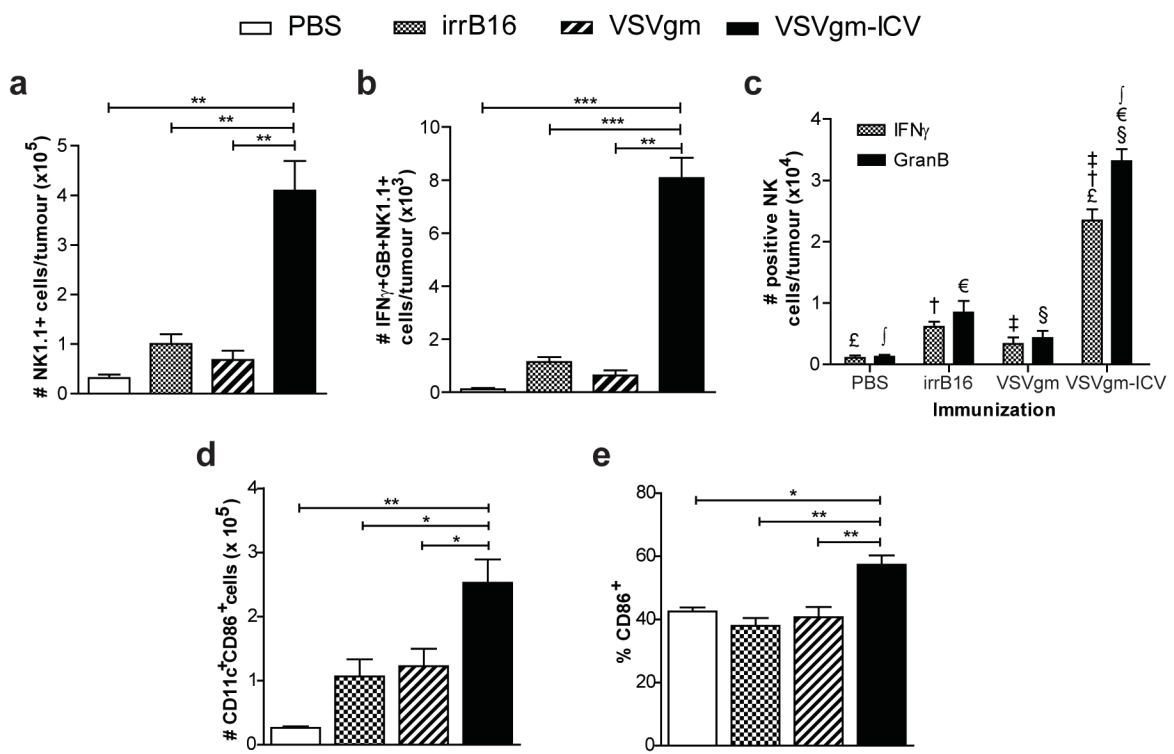 PBS irrB16 VSVgm VSVgm-ICV
a
**
**
**
# NK1.1+ cells/tumour (x10⁵)
5
4
3
2
1
0
b
***
***
**
# IFNγ+GB+NK1.1+
cells/tumour (x10³)
10
8
6
4
2
0
c
IFNγ
GranB
# positive NK
cells/tumour (x10⁴)
4
3
2
1
0
£ ∫
† €
‡ §
‡
†
£
∫
€
§
PBS irrB16 VSVgm VSVgm-ICV
Immunization
d
**
*
*
# CD11c⁺CD86⁺cells (x 10⁵)
4
3
2
1
0
e
*
**
**
% CD86⁺
80
60
40
20
0